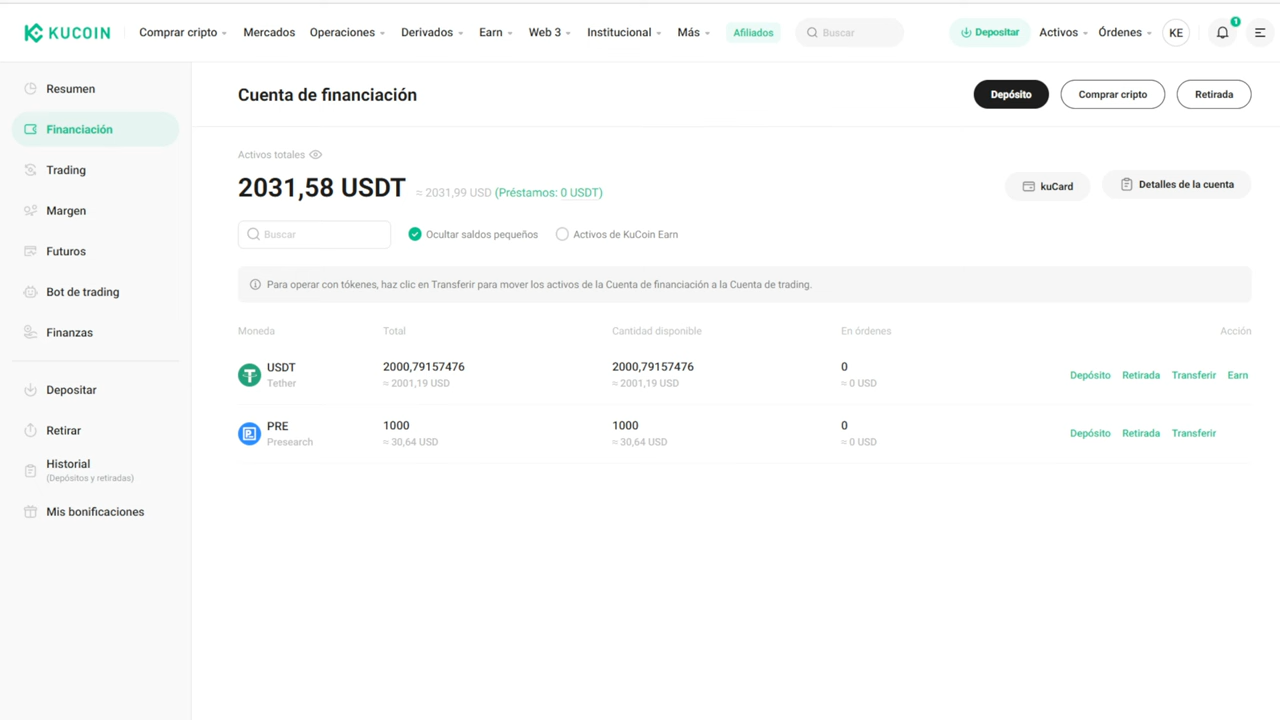 KUCOIN
Comprar cripto Mercados Operaciones Derivados Earn Web 3 Institucional Más Afiliados Buscar Depositar Activos Órdenes KE 1
Resumen
Financiación
Trading
Margen
Futuros
Bot de trading
Finanzas
Depositar
Retirar
Historial
(Depósitos y retiradas)
Mis bonificaciones
Cuenta de financiación
Depósito Comprar cripto Retirada
Activos totales
2031,58 USDT ≈ 2031,99 USD (Préstamos: 0 USDT)
kuCard Detalles de la cuenta
Buscar Ocultar saldos pequeños Activos de KuCoin Earn
Para operar con tókenes, haz clic en Transferir para mover los activos de la Cuenta de financiación a la Cuenta de trading.
Moneda Total Cantidad disponible En órdenes Acción
USDT 2000,79157476 2000,79157476 0
Tether ≈ 2001,19 USD ≈ 2001,19 USD ≈ 0 USD
Depósito Retirada Transferir Earn
PRE 1000 1000 0
Presearch ≈ 30,64 USD ≈ 30,64 USD ≈ 0 USD
Depósito Retirada Transferir